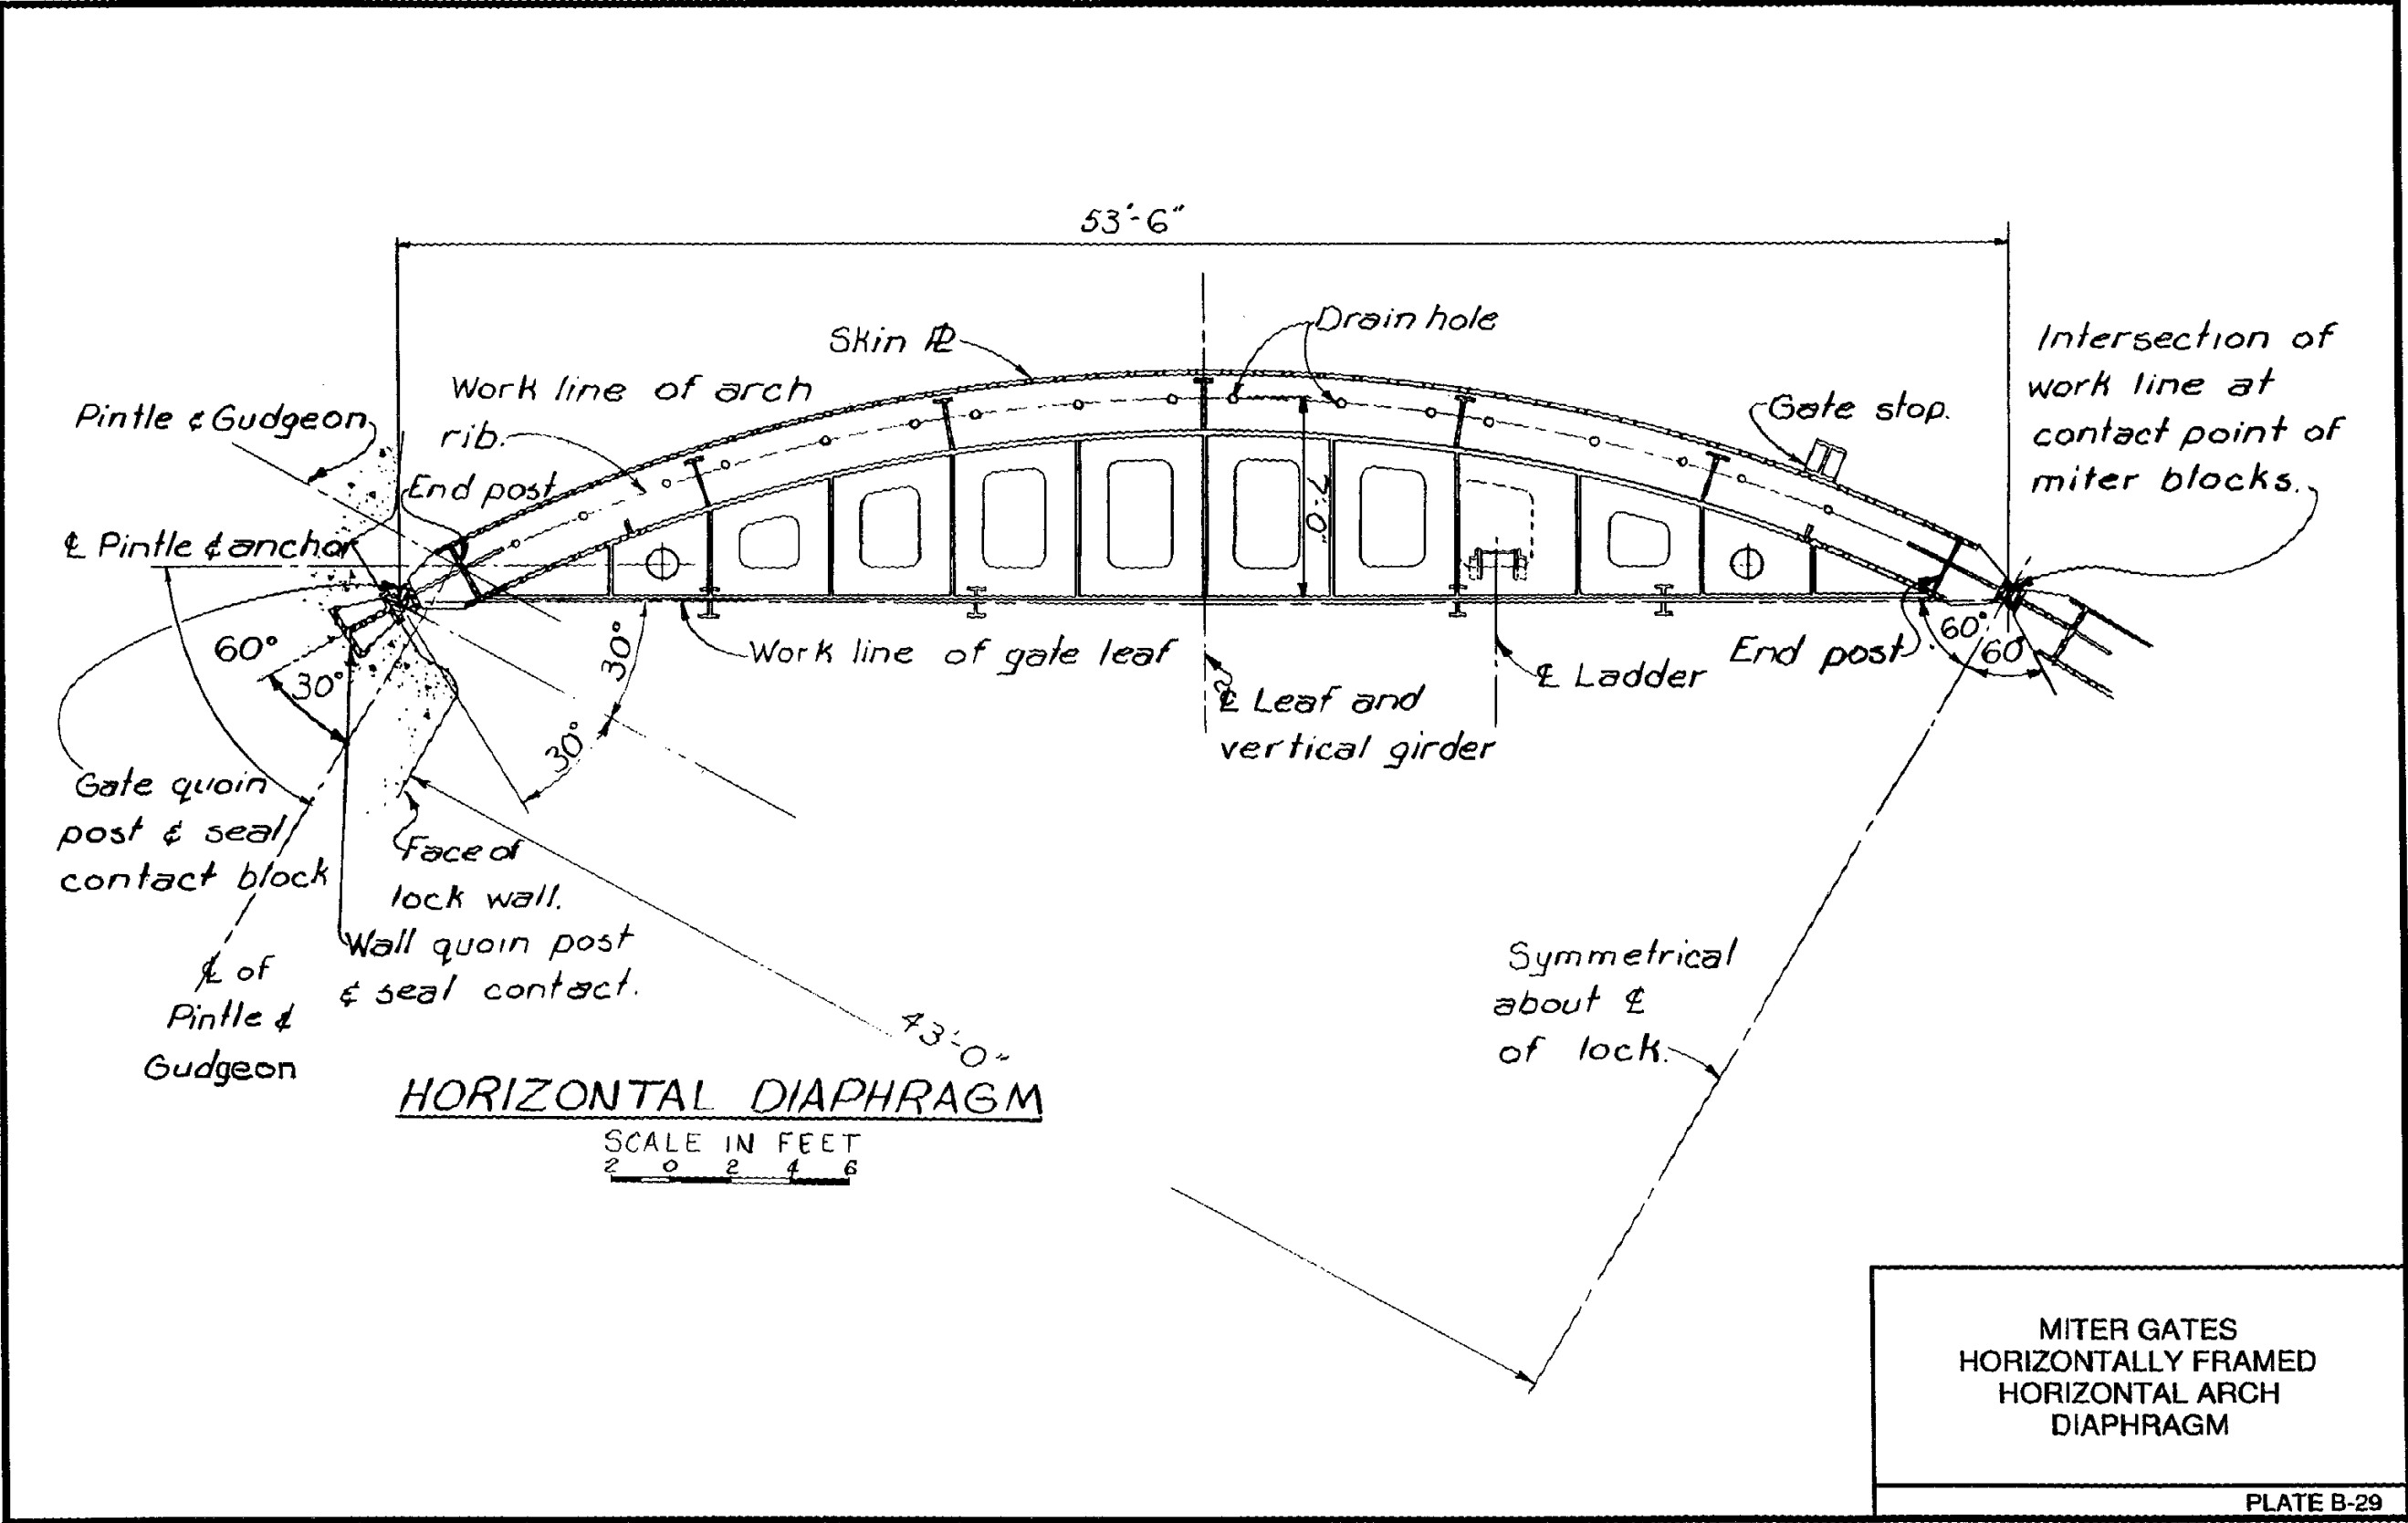 53'-6"
Skin ℙL
Drain hole
Intersection of
work line at
contact point of
miter blocks.
Work line of arch
rib.
Gate stop.
Pintle & Gudgeon
End post
7'-0"
℄ Pintle & anchor
60°
30°
30°
30°
Work line of gate leaf
℄ Leaf and
vertical girder
℄ Ladder
End post
60°
60°
Gate quoin
post & seal
contact block
Face of
lock wall.
Wall quoin post
& seal contact.
℄ of
Pintle &
Gudgeon
43'-0"
Symmetrical
about ℄
of lock.
HORIZONTAL DIAPHRAGM
SCALE IN FEET
2 0 2 4 6
MITER GATES
HORIZONTALLY FRAMED
HORIZONTAL ARCH
DIAPHRAGM
PLATE B-29